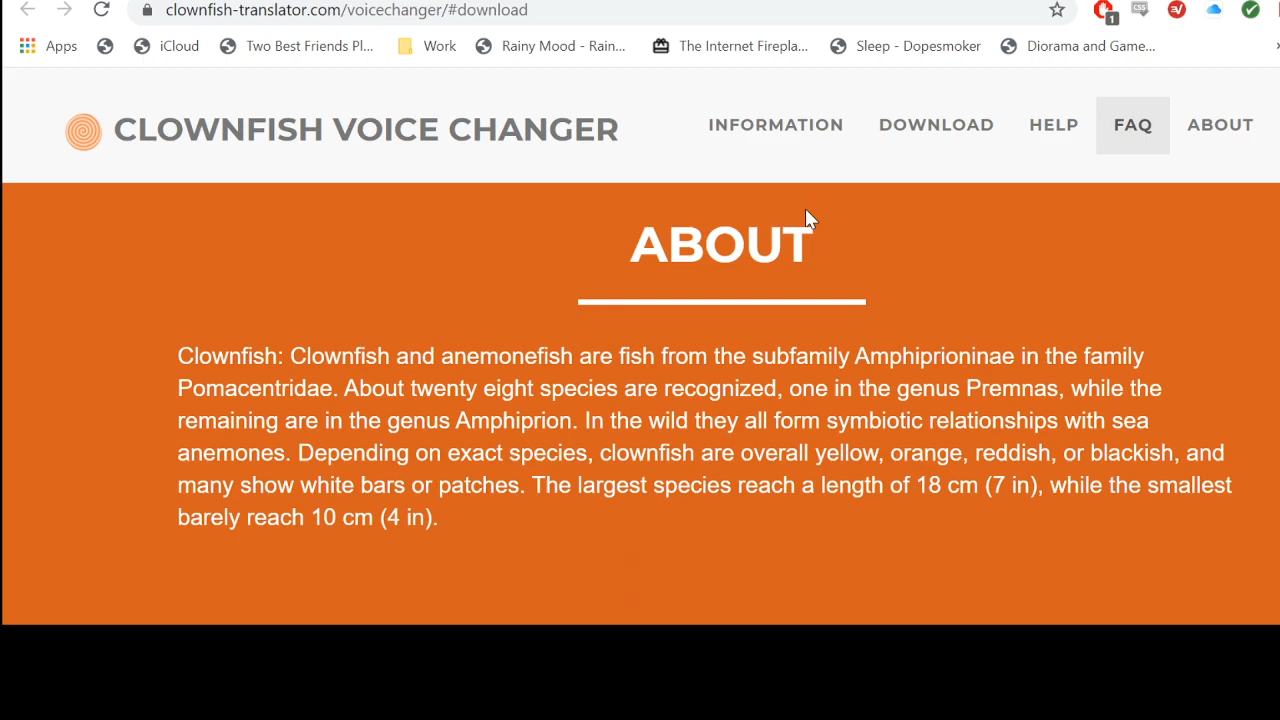 clownfish-translator.com/voicechanger/#download
1
CSS
Apps
iCloud
Two Best Friends Pl...
Work
Rainy Mood - Rain...
The Internet Firepla...
Sleep - Dopesmoker
Diorama and Game...
CLOWNFISH VOICE CHANGER
INFORMATION
DOWNLOAD
HELP
FAQ
ABOUT
ABOUT
Clownfish: Clownfish and anemonefish are fish from the subfamily Amphiprioninae in the family
Pomacentridae. About twenty eight species are recognized, one in the genus Premnas, while the
remaining are in the genus Amphiprion. In the wild they all form symbiotic relationships with sea
anemones. Depending on exact species, clownfish are overall yellow, orange, reddish, or blackish, and
many show white bars or patches. The largest species reach a length of 18 cm (7 in), while the smallest
barely reach 10 cm (4 in).